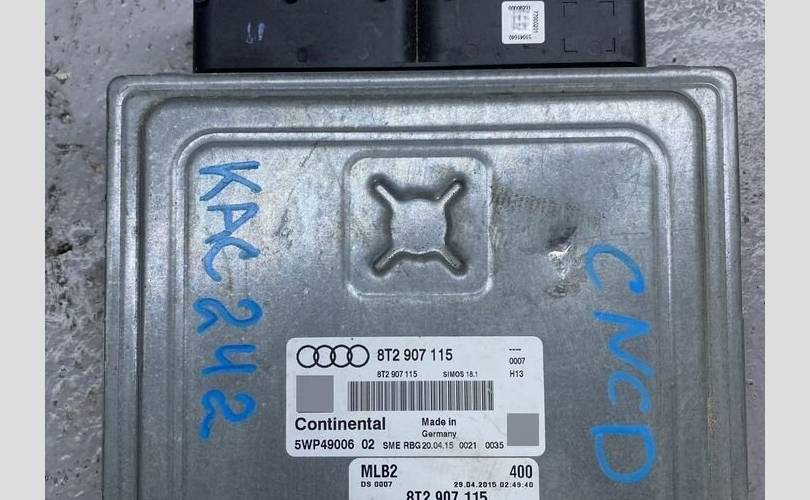 77000201
KAC 242
CNCD
8T2 907 115
----
0007
8T2 907 115 SIMOS 18.1 H13
Continental
Made in
Germany
5WP49006 02 SME RBG 20.04.15 0021 0035
MLB2 400
DS 0007 29.04.2015 02:49:40
8T2 907 115